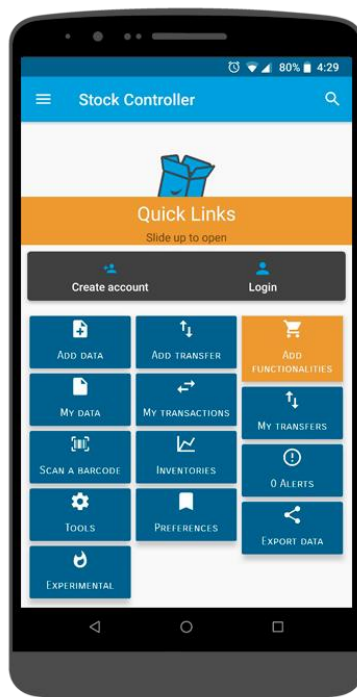 80% 4:29
Stock Controller
Quick Links
Slide up to open
Create account
Login
Add data
Add transfer
Add functionalities
My data
My transactions
My transfers
Scan a barcode
Inventories
0 Alerts
Tools
Preferences
Export data
Experimental